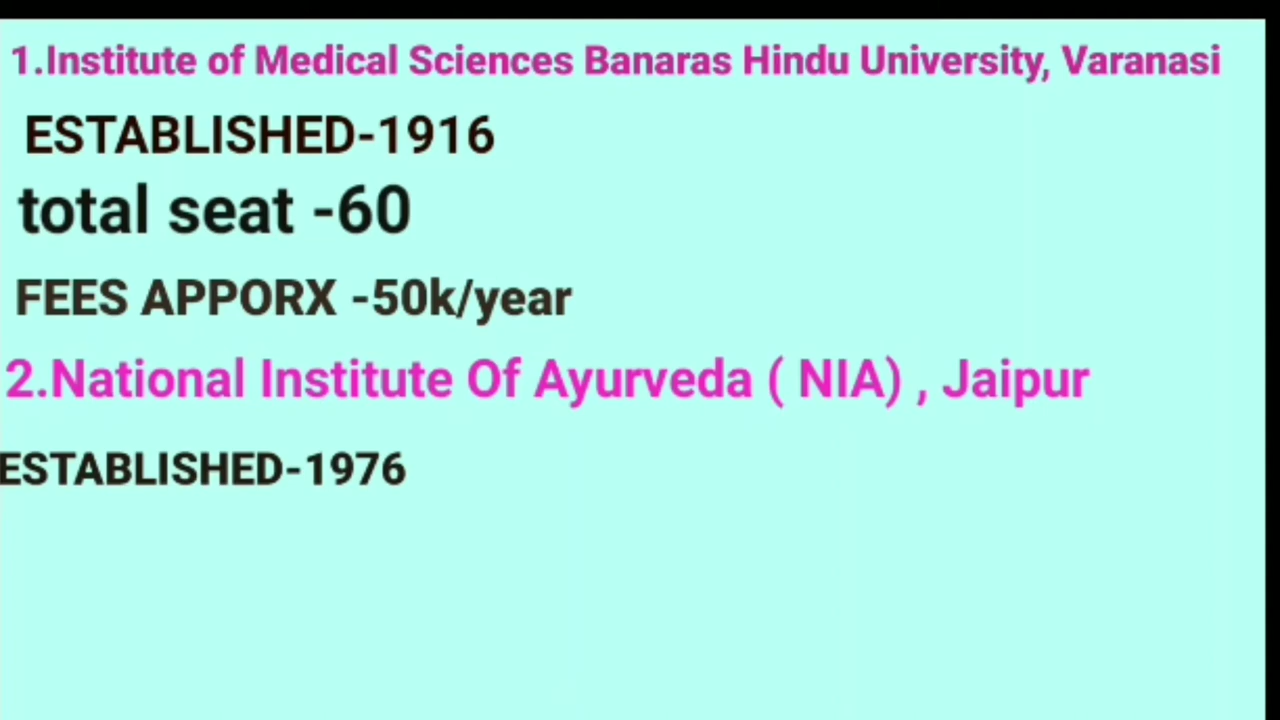 1.Institute of Medical Sciences Banaras Hindu University, Varanasi
ESTABLISHED-1916
total seat -60
FEES APPORX -50k/year
2.National Institute Of Ayurveda ( NIA) , Jaipur
ESTABLISHED-1976